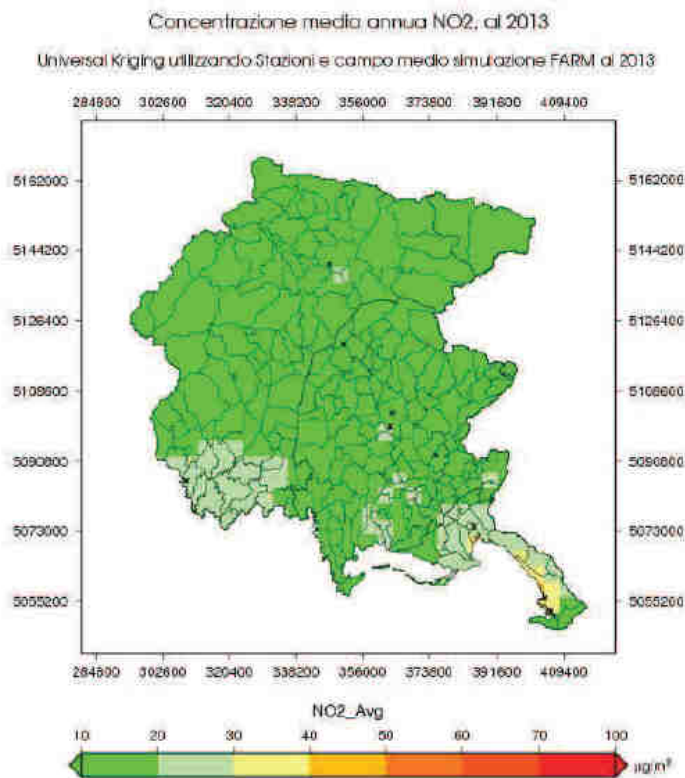 Concentrazione media annua NO2, al 2013
Universal Kriging utilizzando Stazioni e campo medio simulazione FARM al 2013
284800 302600 320400 338200 356000 373800 391600 409400
5162000 5162000
5144200 5144200
5126400 5126400
5108600 5108600
5090800 5090800
5073000 5073000
5055200 5055200
284800 302600 320400 338200 356000 373800 391600 409400
NO2_Avg
10 20 30 40 50 60 70 100
µg/m³